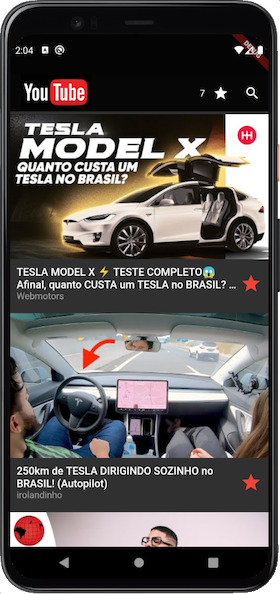 2:04
DEBUG
YouTube
7
TESLA
MODEL X
QUANTO CUSTA UM
TESLA NO BRASIL?
TESLA MODEL X ⚡ TESTE COMPLETO😱
Afinal, quanto CUSTA um TESLA no BRASIL? ...
Webmotors
250km de TESLA DIRIGINDO SOZINHO no
BRASIL! (Autopilot)
irolandinho